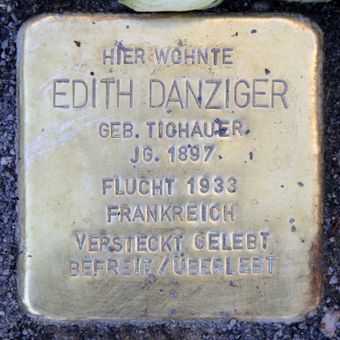 HIER WOHNTE
EDITH DANZIGER
GEB. TICHAUER
JG. 1897
FLUCHT 1933
FRANKREICH
VERSTECKT GELEBT
BEFREIT/ÜBERLEBT